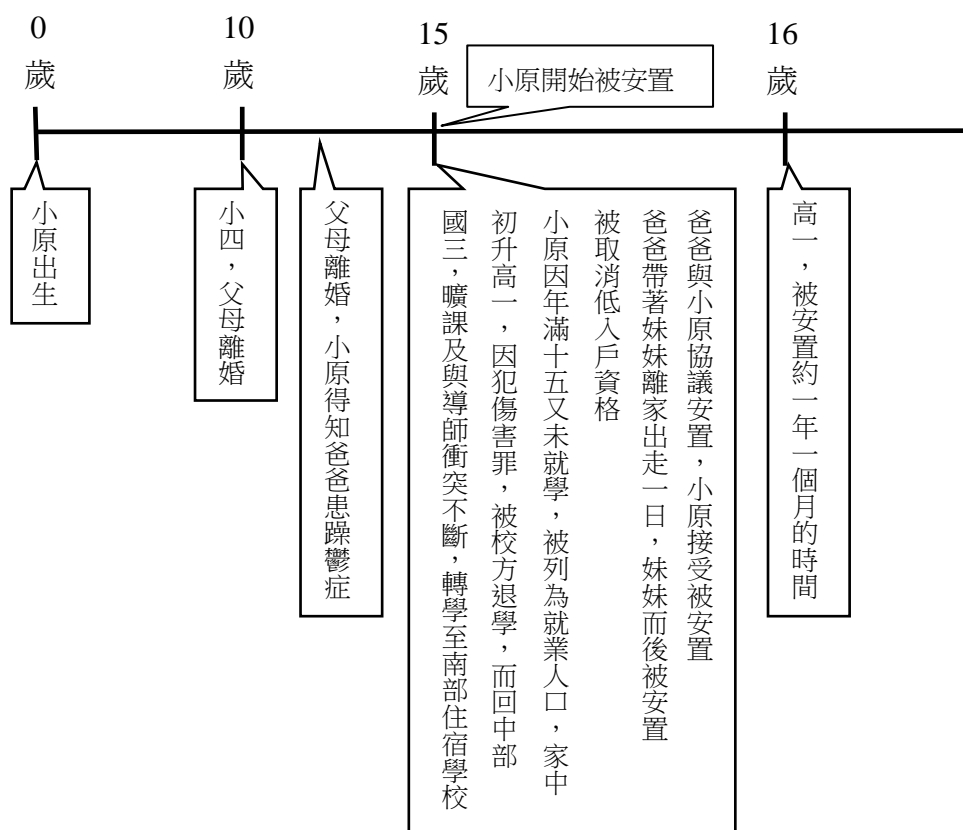 0
歲
10
歲
15
歲
16
歲
小原開始被安置
小原出生
小四，父母離婚
父母離婚，小原得知爸爸患躁鬱症
國三，曠課及與導師衝突不斷，轉學至南部住宿學校
初升高一，因犯傷害罪，被校方退學，而回中部
小原因年滿十五又未就學，被列為就業人口，家中
被取消低入戶資格
爸爸帶著妹妹離家出走一日，妹妹而後被安置
爸爸與小原協議安置，小原接受被安置
高一，被安置約一年一個月的時間